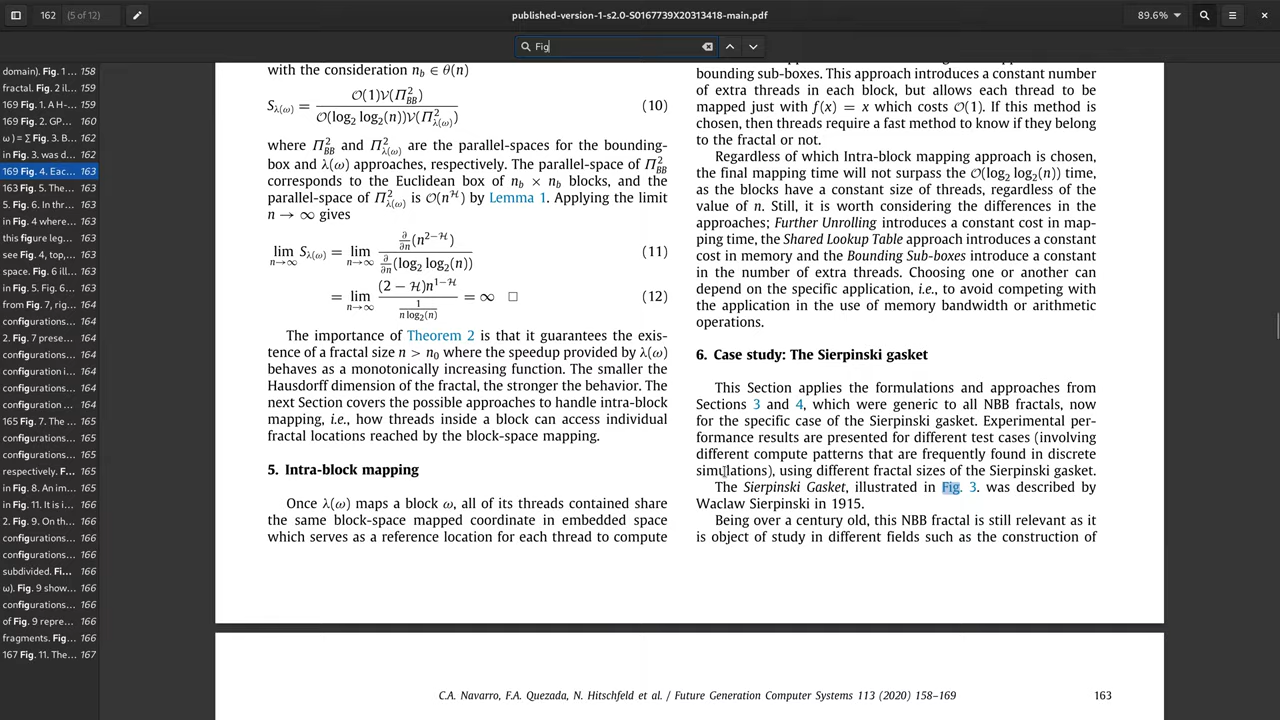 162 (5 of 12)
published-version-1-s2.0-S0167739X20313418-main.pdf
89.6%
Fig
domain). Fig. 1 ... 158
fractal. Fig. 2 il... 159
169 Fig. 1. A H-... 159
169 Fig. 2. GP... 160
ω ) = ∑ Fig. 3. B... 162
in Fig. 3. was d... 162
169 Fig. 4. Eac... 163
163 Fig. 5. The... 163
5. Fig. 6. In thr... 163
in Fig. 4 where... 163
this figure leg... 163
see Fig. 4, top,... 163
space. Fig. 6 ill... 163
in Fig. 5. Fig. 6... 163
from Fig. 7, rig... 164
configurations... 164
2. Fig. 7 prese... 164
configurations... 164
configuration i... 164
configurations... 164
configuration ... 164
165 Fig. 7. The ... 165
configurations... 165
configurations... 165
respectively. F... 165
in Fig. 8. An im... 165
in Fig. 11. It is i... 165
2. Fig. 9. On th... 166
configurations... 166
configurations... 166
subdivided. Fi... 166
ω). Fig. 9 show... 166
configurations... 166
of Fig. 9 repre... 166
fragments. Fig... 166
167 Fig. 11. The... 167
with the consideration n_b ∈ θ(n)
S_λ(ω) = O(1)V(Π²_BB) / O(log₂ log₂(n))V(Π²_λ(ω)) (10)
where Π²_BB and Π²_λ(ω) are the parallel-spaces for the bounding-
box and λ(ω) approaches, respectively. The parallel-space of Π²_BB
corresponds to the Euclidean box of n_b × n_b blocks, and the
parallel-space of Π²_λ(ω) is O(n^H) by Lemma 1. Applying the limit
n → ∞ gives
lim n→∞ S_λ(ω) = lim n→∞ ∂/∂n (n^(2−H)) / ∂/∂n (log₂ log₂(n)) (11)
= lim n→∞ (2 − H)n^(1−H) / (1 / n log₂(n)) = ∞ □ (12)
The importance of Theorem 2 is that it guarantees the exis-
tence of a fractal size n > n₀ where the speedup provided by λ(ω)
behaves as a monotonically increasing function. The smaller the
Hausdorff dimension of the fractal, the stronger the behavior. The
next Section covers the possible approaches to handle intra-block
mapping, i.e., how threads inside a block can access individual
fractal locations reached by the block-space mapping.
5. Intra-block mapping
Once λ(ω) maps a block ω, all of its threads contained share
the same block-space mapped coordinate in embedded space
which serves as a reference location for each thread to compute
bounding sub-boxes. This approach introduces a constant number
of extra threads in each block, but allows each thread to be
mapped just with f(x) = x which costs O(1). If this method is
chosen, then threads require a fast method to know if they belong
to the fractal or not.
Regardless of which Intra-block mapping approach is chosen,
the final mapping time will not surpass the O(log₂ log₂(n)) time,
as the blocks have a constant size of threads, regardless of the
value of n. Still, it is worth considering the differences in the
approaches; Further Unrolling introduces a constant cost in map-
ping time, the Shared Lookup Table approach introduces a constant
cost in memory and the Bounding Sub-boxes introduce a constant
in the number of extra threads. Choosing one or another can
depend on the specific application, i.e., to avoid competing with
the application in the use of memory bandwidth or arithmetic
operations.
6. Case study: The Sierpinski gasket
This Section applies the formulations and approaches from
Sections 3 and 4, which were generic to all NBB fractals, now
for the specific case of the Sierpinski gasket. Experimental per-
formance results are presented for different test cases (involving
different compute patterns that are frequently found in discrete
simulations), using different fractal sizes of the Sierpinski gasket.
The Sierpinski Gasket, illustrated in Fig. 3. was described by
Waclaw Sierpinski in 1915.
Being over a century old, this NBB fractal is still relevant as it
is object of study in different fields such as the construction of
C.A. Navarro, F.A. Quezada, N. Hitschfeld et al. / Future Generation Computer Systems 113 (2020) 158–169 163